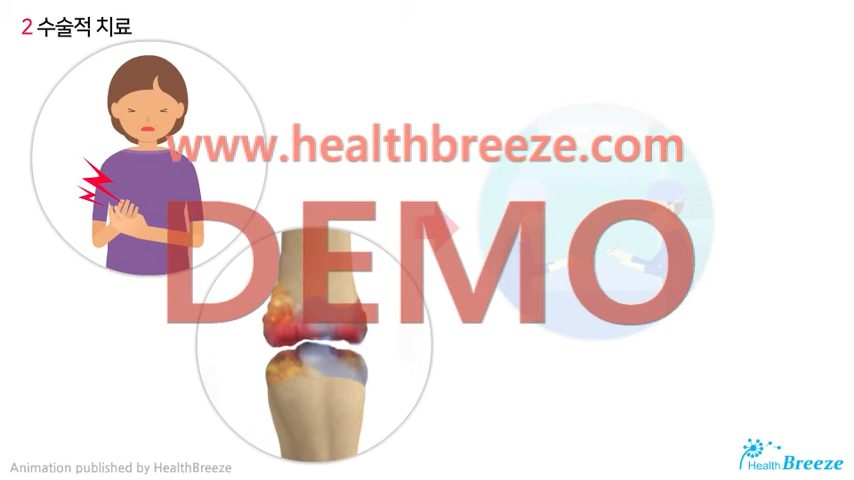 2 수술적 치료
www.healthbreeze.com
DEMO
Animation published by HealthBreeze
Health Breeze